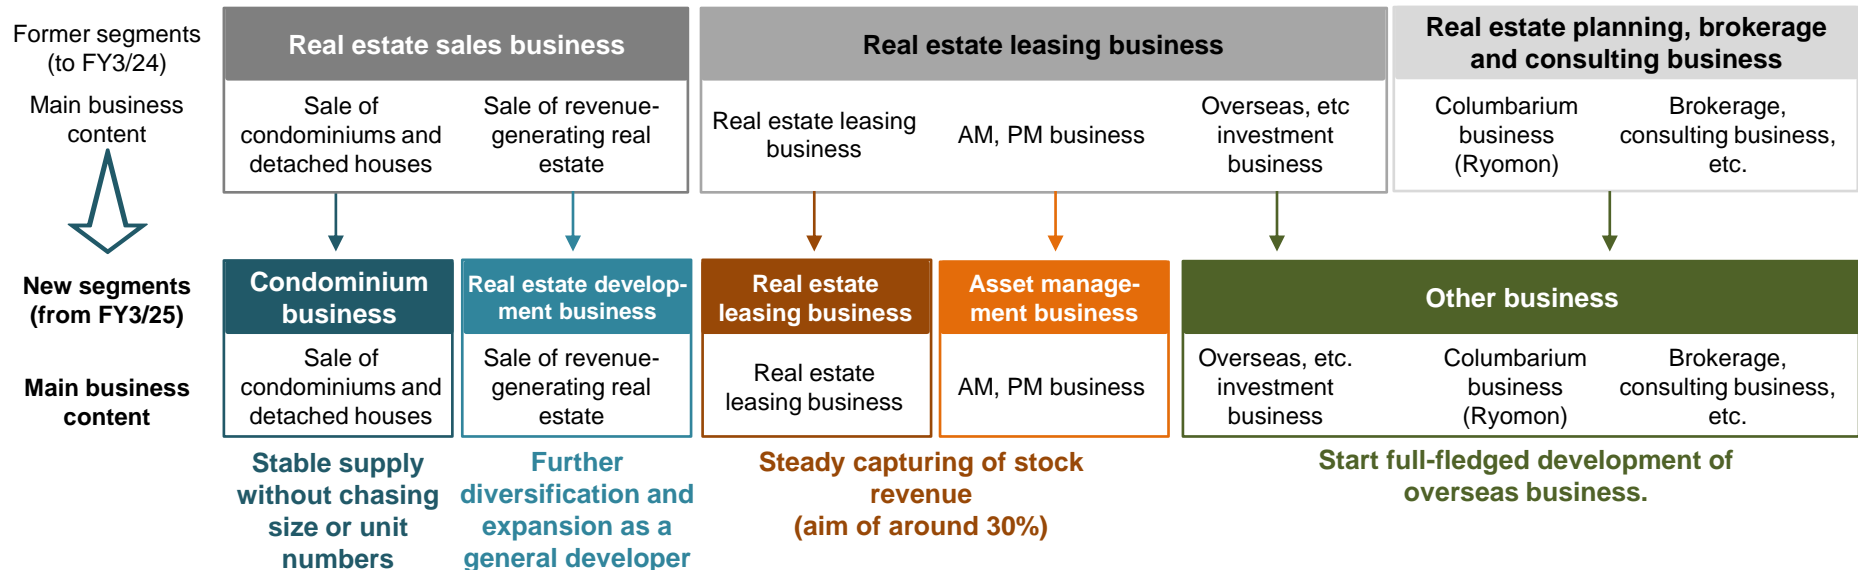 Former segments
(to FY3/24)
Real estate sales business
Real estate leasing business
Real estate planning, brokerage
and consulting business
Main business
content
Sale of
condominiums and
detached houses
Sale of revenue-
generating real
estate
Real estate leasing
business
AM, PM business
Overseas, etc
investment
business
Columbarium
business
(Ryomon)
Brokerage,
consulting business,
etc.
New segments
(from FY3/25)
Condominium
business
Real estate develop-
ment business
Real estate
leasing business
Asset manage-
ment business
Other business
Main business
content
Sale of
condominiums and
detached houses
Sale of revenue-
generating real
estate
Real estate
leasing business
AM, PM business
Overseas, etc.
investment
business
Columbarium
business
(Ryomon)
Brokerage,
consulting business,
etc.
Stable supply
without chasing
size or unit
numbers
Further
diversification and
expansion as a
general developer
Steady capturing of stock
revenue
(aim of around 30%)
Start full-fledged development of
overseas business.